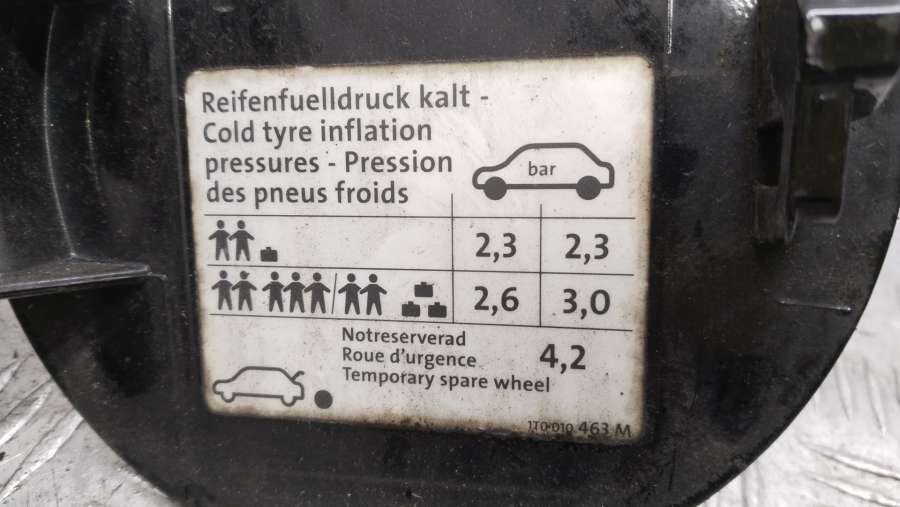 Reifenfuelldruck kalt -
Cold tyre inflation
pressures - Pression
des pneus froids
bar
2,3 2,3
2,6 3,0
Notreserverad
Roue d'urgence 4,2
Temporary spare wheel
1T0 010 463 M